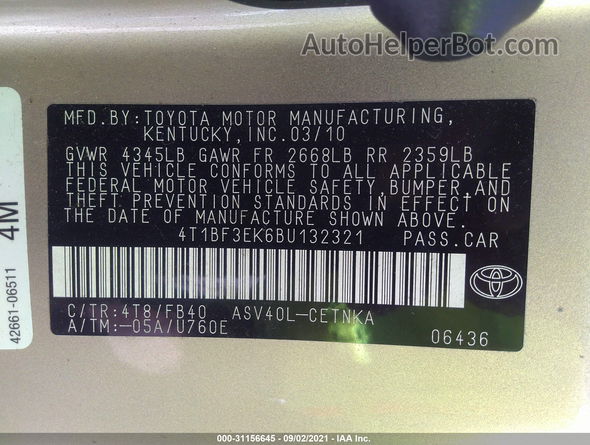 AutoHelperBot.com
MFD.BY:TOYOTA MOTOR MANUFACTURING,
KENTUCKY,INC.03/10
GVWR 4345LB GAWR FR 2668LB RR 2359LB
THIS VEHICLE CONFORMS TO ALL APPLICABLE
FEDERAL MOTOR VEHICLE SAFETY,BUMPER,AND
THEFT PREVENTION STANDARDS IN EFFECT ON
THE DATE OF MANUFACTURE SHOWN ABOVE.
4T1BF3EK6BU132321 PASS.CAR
C/TR:4T8/FB40 ASV40L-CETNKA
A/TM:-05A/U760E 06436
4M
42661-06511
000-31156645 - 09/02/2021 - IAA Inc.